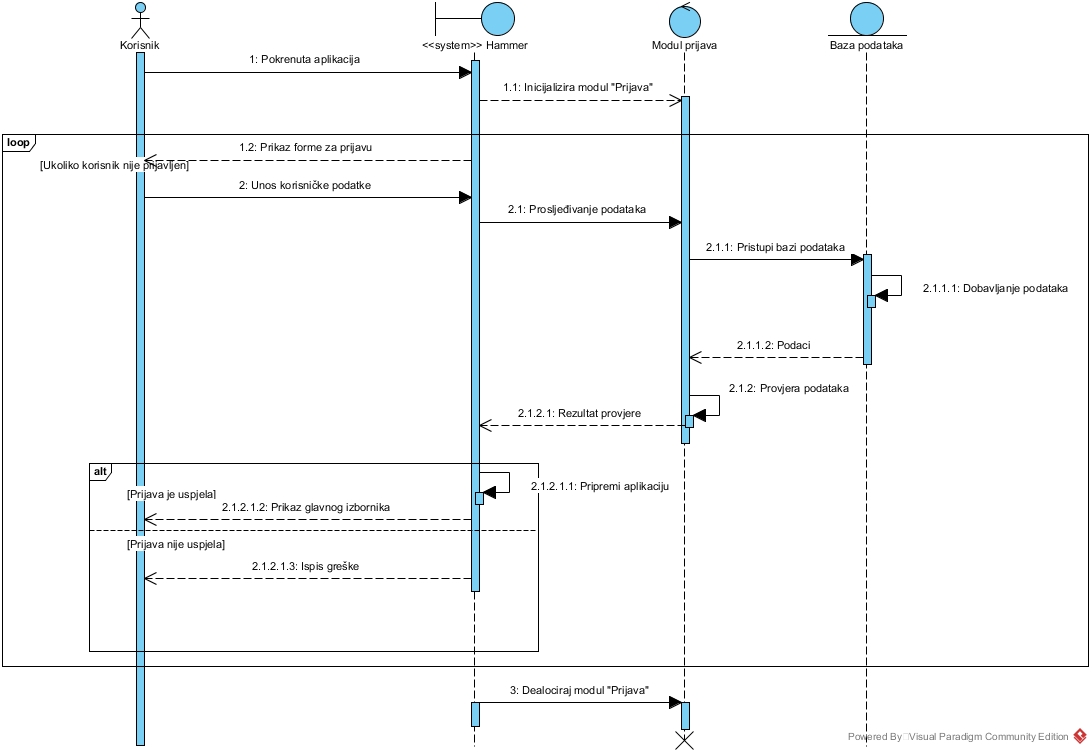 Korisnik
<<system>> Hammer
Modul prijava
Baza podataka
1: Pokrenuta aplikacija
1.1: Inicijalizira modul "Prijava"
loop
1.2: Prikaz forme za prijavu
[Ukoliko korisnik nije prijavljen]
2: Unos korisničke podatke
2.1: Prosljeđivanje podataka
2.1.1: Pristupi bazi podataka
2.1.1.1: Dobavljanje podataka
2.1.1.2: Podaci
2.1.2: Provjera podataka
2.1.2.1: Rezultat provjere
alt
2.1.2.1.1: Pripremi aplikaciju
[Prijava je uspjela]
2.1.2.1.2: Prikaz glavnog izbornika
[Prijava nije uspjela]
2.1.2.1.3: Ispis greške
3: Dealociraj modul "Prijava"
Powered By Visual Paradigm Community Edition